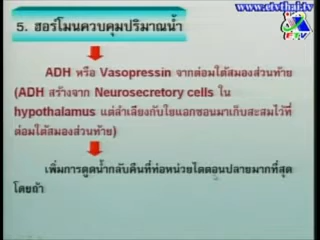 www.etvthai.tv
ETV
5. ฮอร์โมนควบคุมปริมาณน้ำ
ADH หรือ Vasopressin จากต่อมใต้สมองส่วนท้าย
(ADH สร้างจาก Neurosecretory cells ใน
hypothalamus แต่ลำเลียงกับใยแอกซอนมาเก็บสะสมไว้ที่
ต่อมใต้สมองส่วนท้าย)
เพิ่มการดูดน้ำกลับคืนที่ท่อหน่วยไตตอนปลายมากที่สุด
โดยถ้า